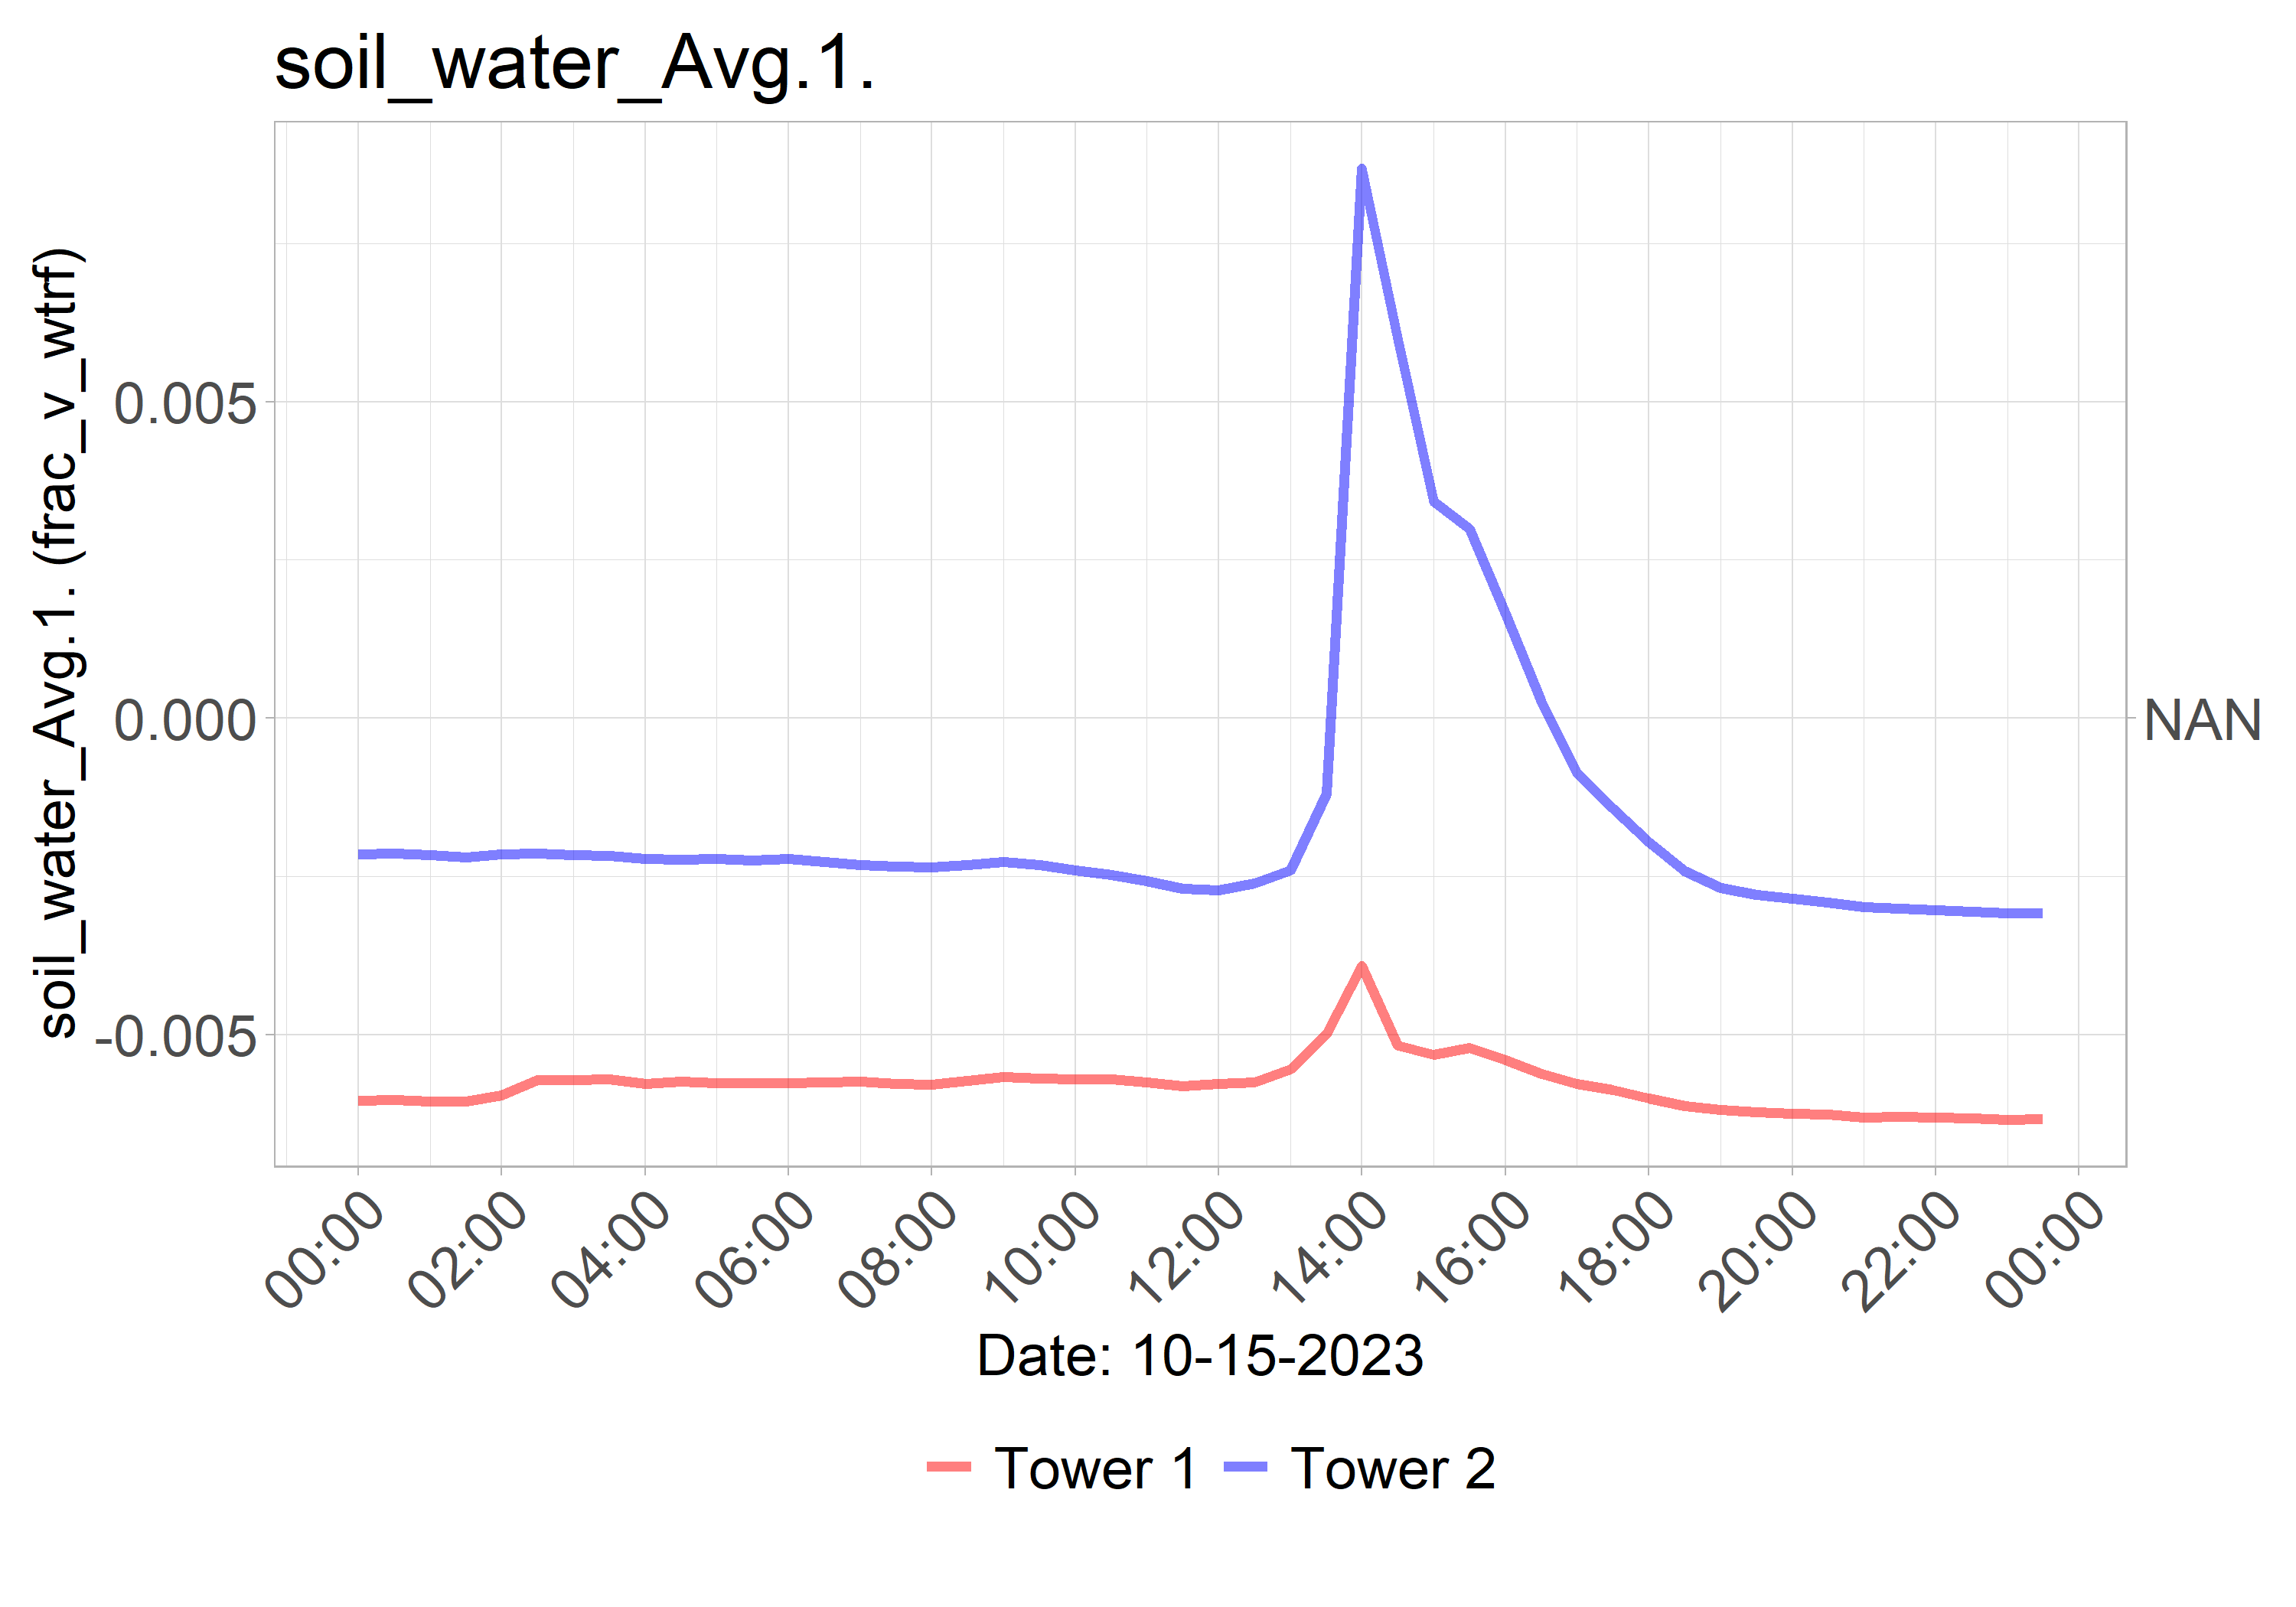 soil_water_Avg.1.
soil_water_Avg.1. (frac_v_wtrf)
0.005
0.000
-0.005
NAN
00:00
02:00
04:00
06:00
08:00
10:00
12:00
14:00
16:00
18:00
20:00
22:00
00:00
Date: 10-15-2023
Tower 1
Tower 2